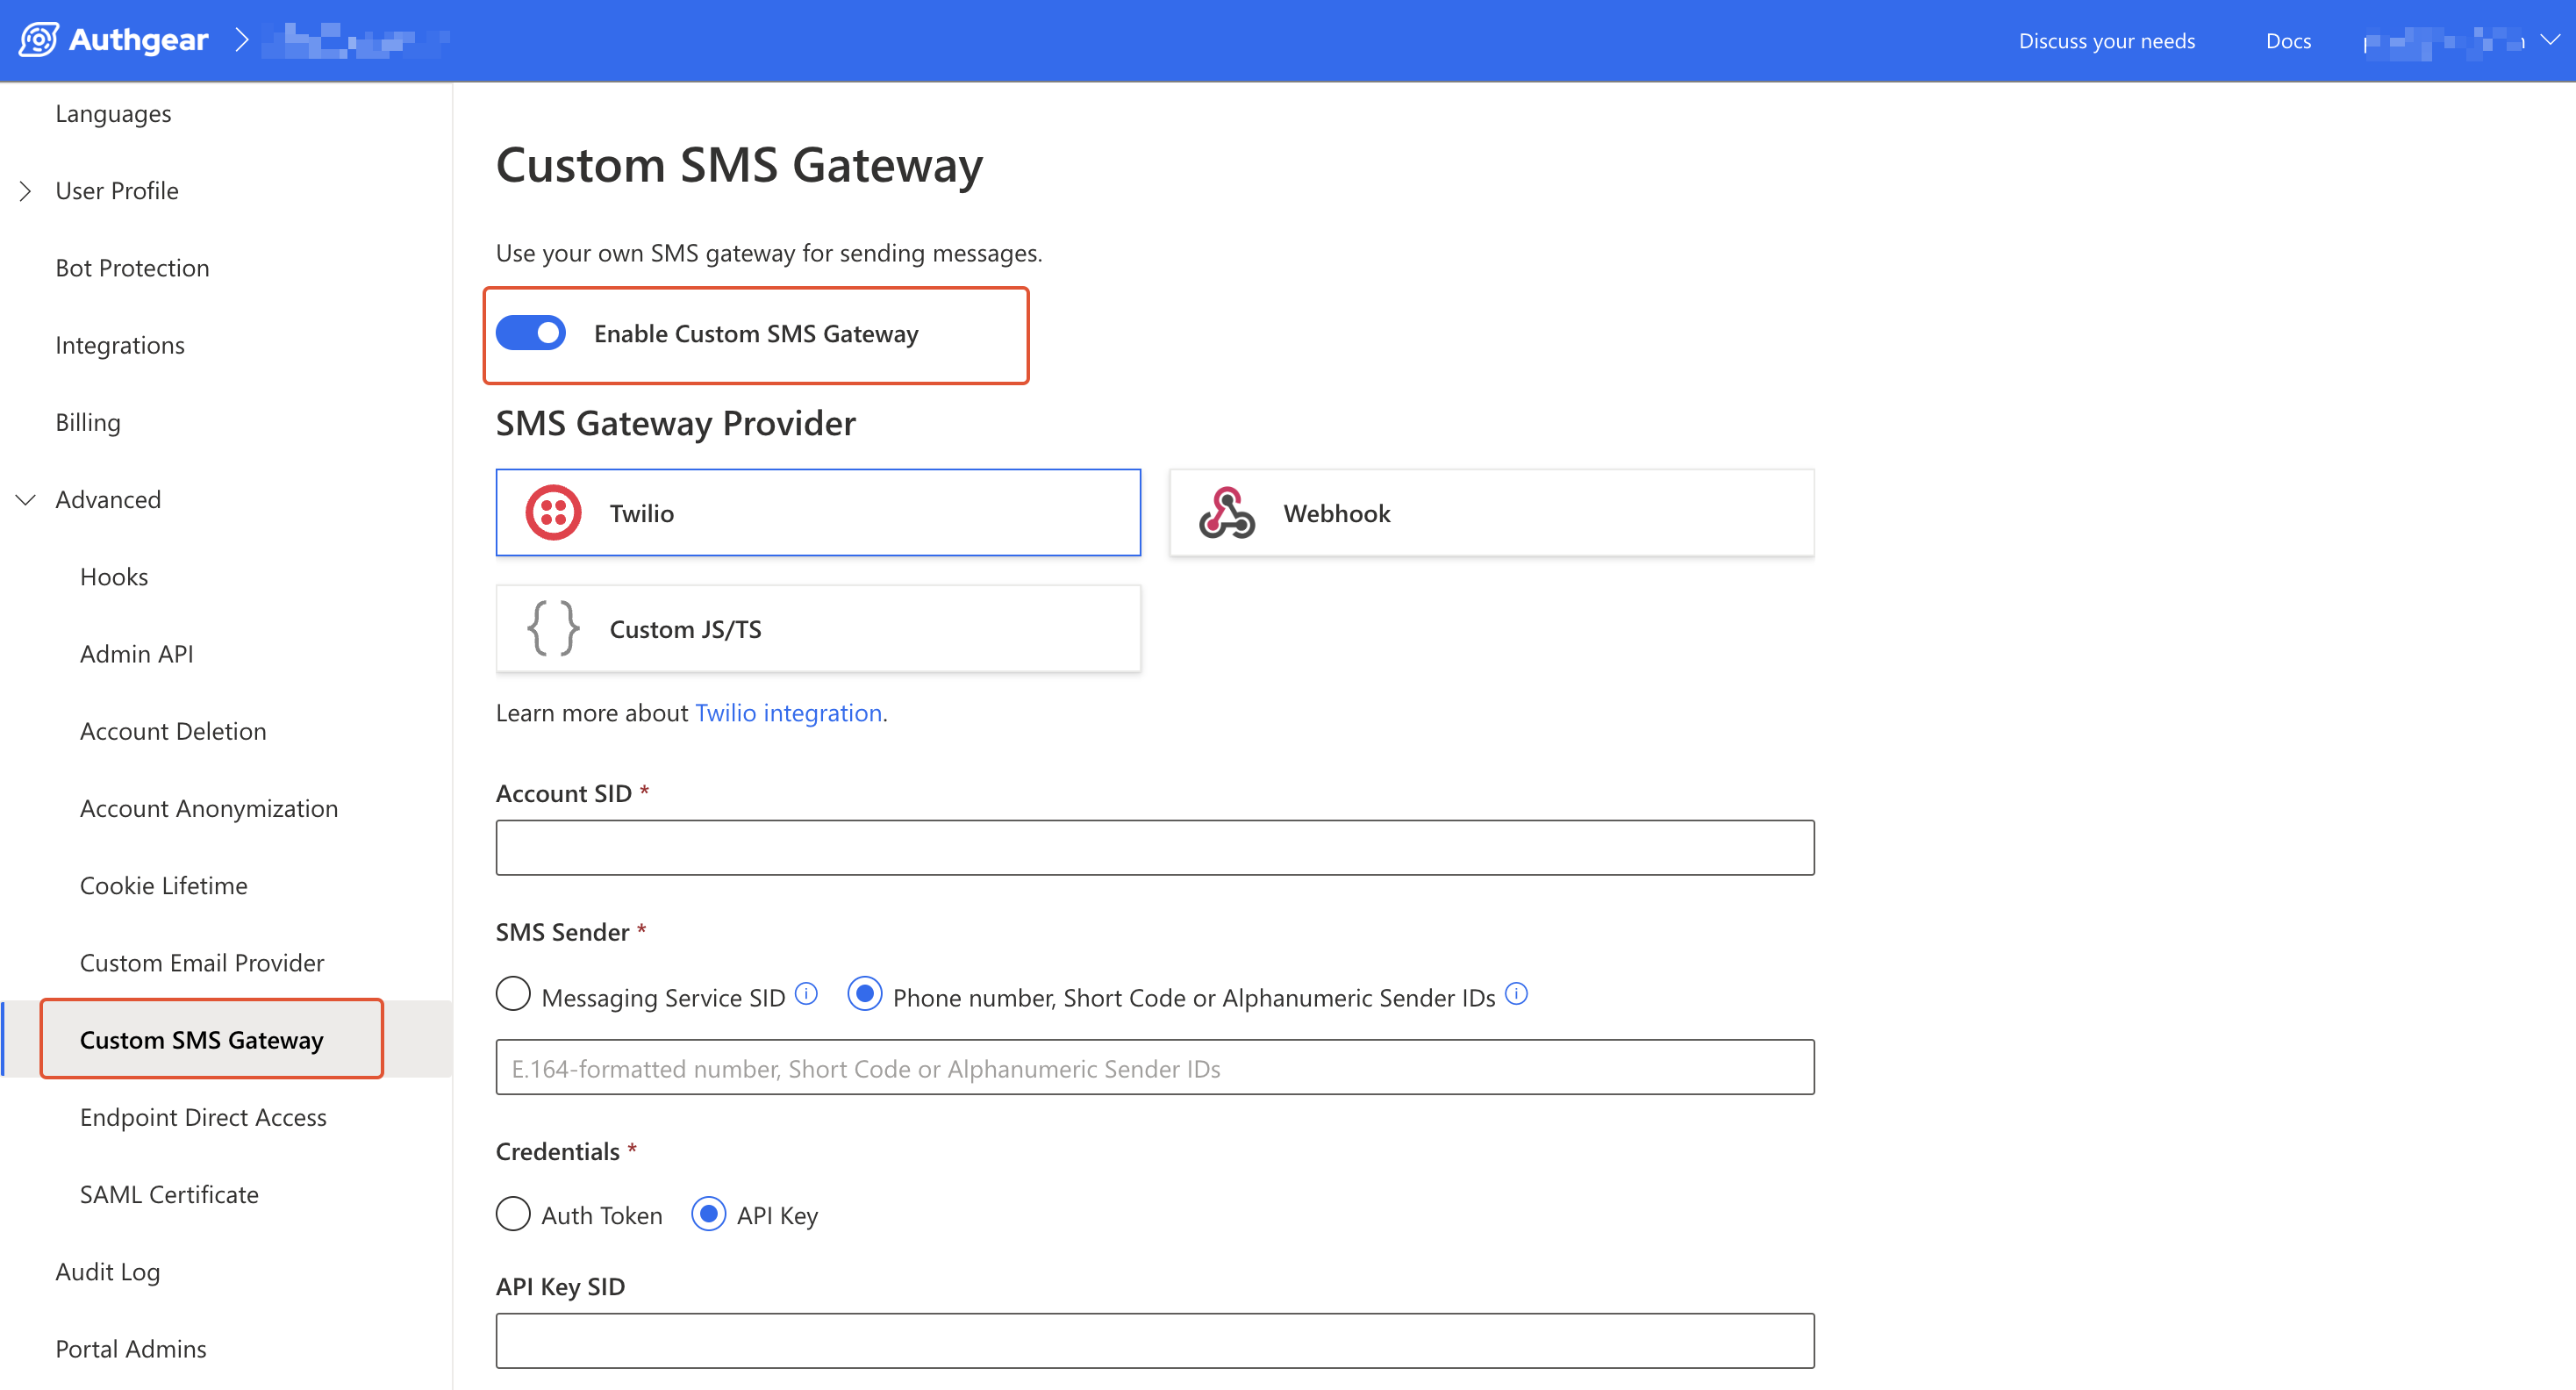 Authgear
Discuss your needs
Docs
Languages
User Profile
Bot Protection
Integrations
Billing
Advanced
Hooks
Admin API
Account Deletion
Account Anonymization
Cookie Lifetime
Custom Email Provider
Custom SMS Gateway
Endpoint Direct Access
SAML Certificate
Audit Log
Portal Admins
Custom SMS Gateway
Use your own SMS gateway for sending messages.
Enable Custom SMS Gateway
SMS Gateway Provider
Twilio
Webhook
Custom JS/TS
Learn more about Twilio integration.
Account SID *
SMS Sender *
Messaging Service SID
Phone number, Short Code or Alphanumeric Sender IDs
E.164-formatted number, Short Code or Alphanumeric Sender IDs
Credentials *
Auth Token
API Key
API Key SID